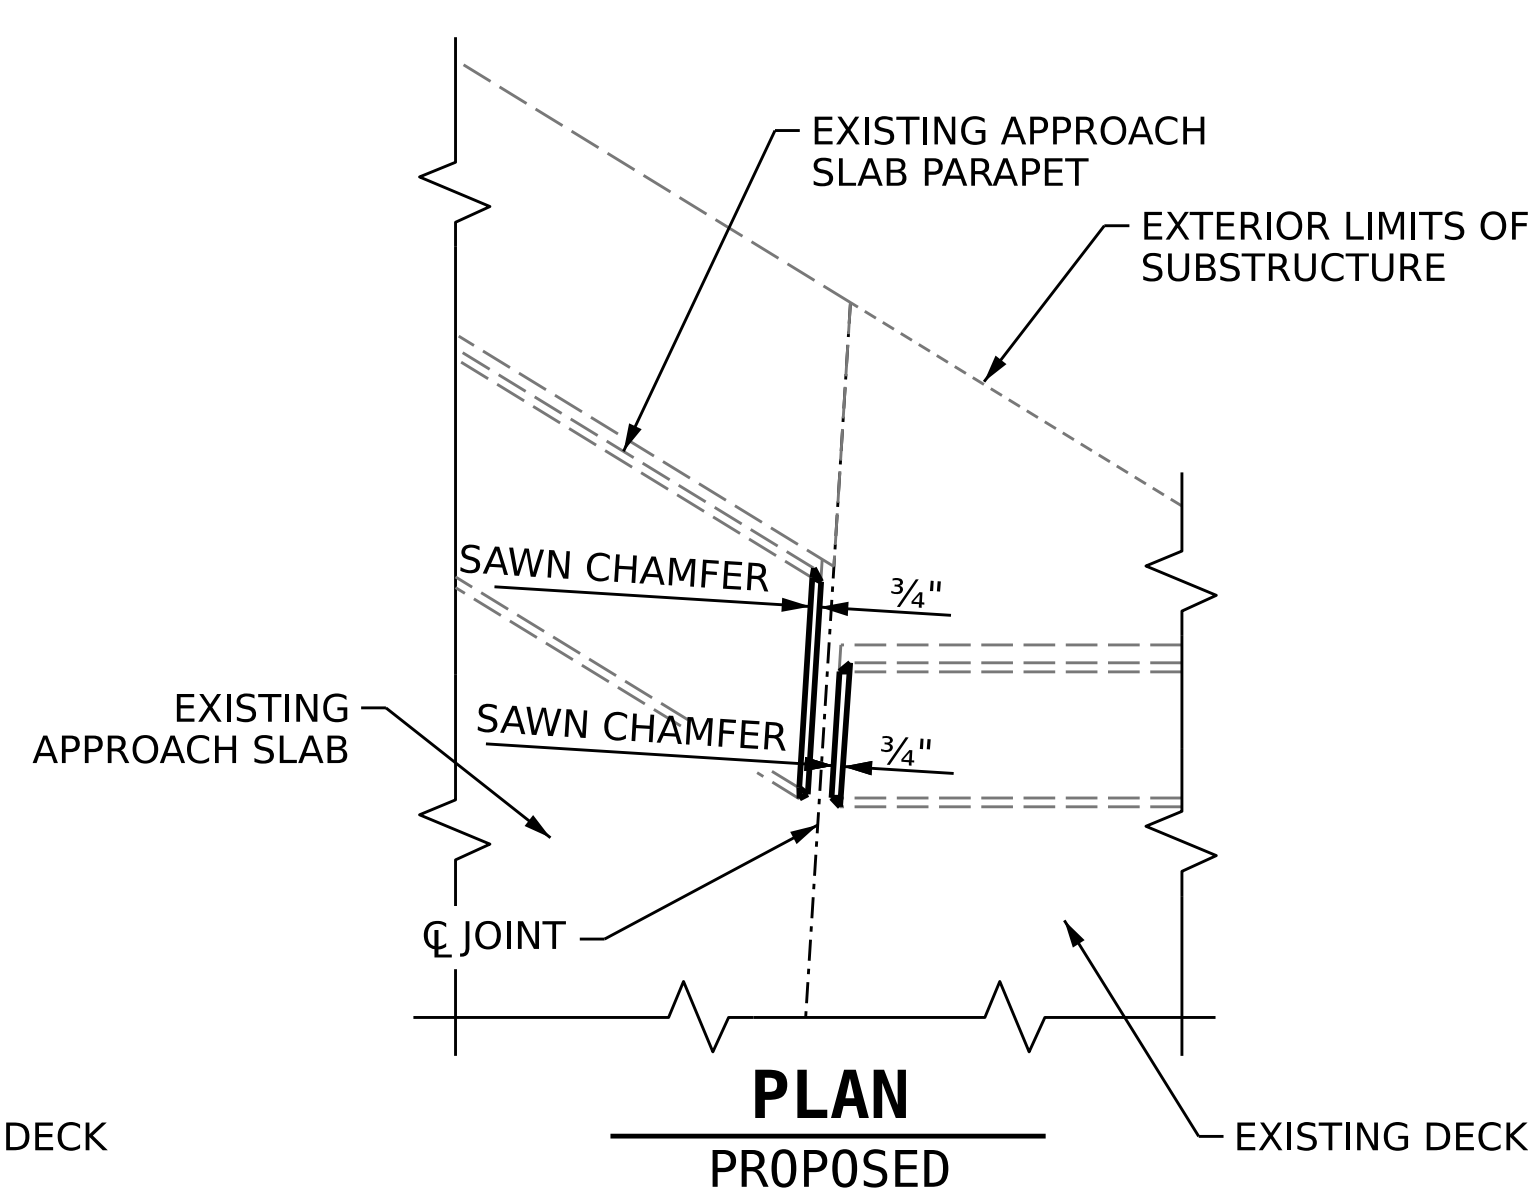 EXISTING APPROACH
SLAB PARAPET
EXTERIOR LIMITS OF
SUBSTRUCTURE
SAWN CHAMFER
¾"
EXISTING
APPROACH SLAB
SAWN CHAMFER
¾"
℄ JOINT
PLAN
PROPOSED
DECK
EXISTING DECK